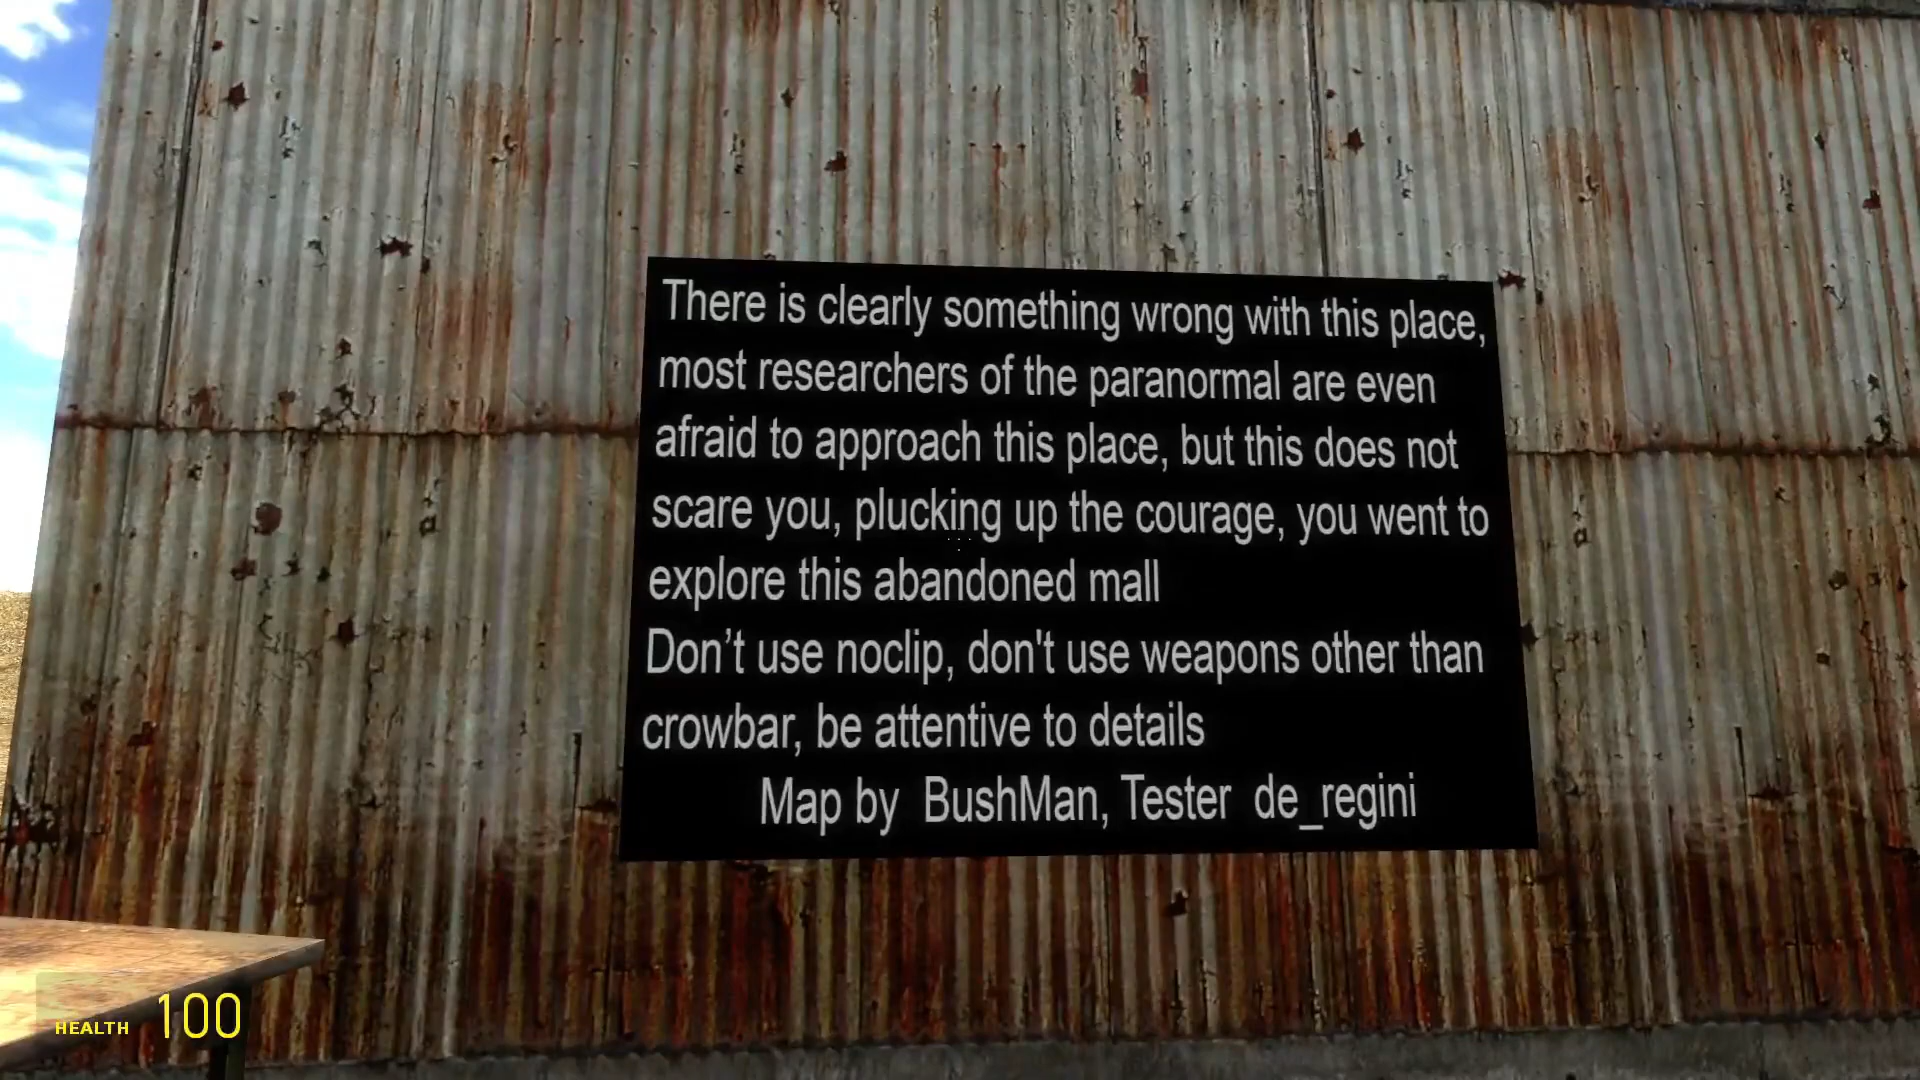 There is clearly something wrong with this place,
most researchers of the paranormal are even
afraid to approach this place, but this does not
scare you, plucking up the courage, you went to
explore this abandoned mall
Don’t use noclip, don't use weapons other than
crowbar, be attentive to details
Map by BushMan, Tester de_regini
HEALTH 100